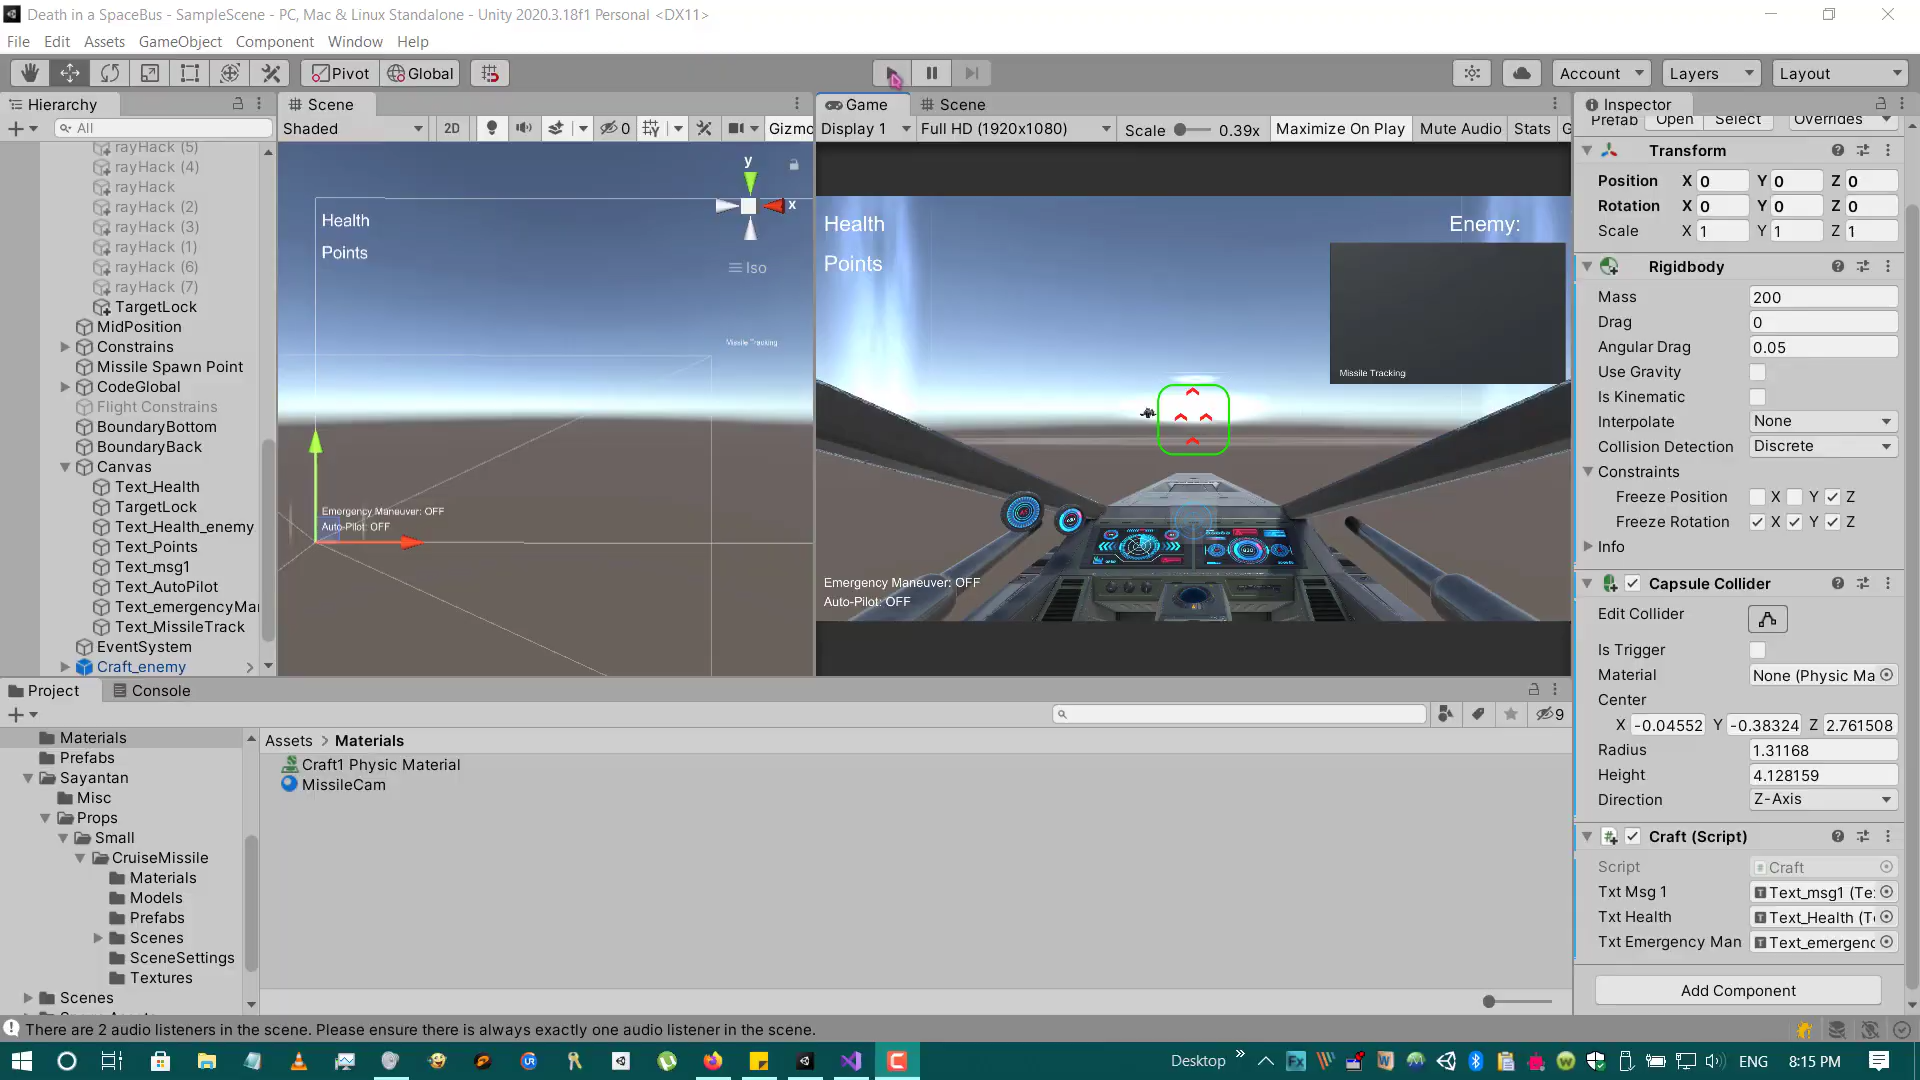 Death in a SpaceBus - SampleScene - PC, Mac & Linux Standalone - Unity 2020.3.18f1 Personal <DX11>
File Edit Assets GameObject Component Window Help
Pivot Global Account Layers Layout
Hierarchy
All
rayHack (5)
rayHack (4)
rayHack
rayHack (2)
rayHack (3)
rayHack (1)
rayHack (6)
rayHack (7)
TargetLock
MidPosition
Constrains
Missile Spawn Point
CodeGlobal
Flight Constrains
BoundaryBottom
BoundaryBack
Canvas
Text_Health
TargetLock
Text_Health_enemy
Text_Points
Text_msg1
Text_AutoPilot
Text_emergencyMa
Text_MissileTrack
EventSystem
Craft_enemy
Scene
Shaded 2D 0 Gizmo
y
x
Iso
Health
Points
Missile Tracking
Emergency Maneuver: OFF
Auto-Pilot: OFF
Game Scene
Display 1 Full HD (1920x1080) Scale 0.39x Maximize On Play Mute Audio Stats G
Health Enemy:
Points
Missile Tracking
Emergency Maneuver: OFF
Auto-Pilot: OFF
Inspector
Prefab Open Select Overrides
Transform
Position X 0 Y 0 Z 0
Rotation X 0 Y 0 Z 0
Scale X 1 Y 1 Z 1
Rigidbody
Mass 200
Drag 0
Angular Drag 0.05
Use Gravity
Is Kinematic
Interpolate None
Collision Detection Discrete
Constraints
Freeze Position X Y Z
Freeze Rotation X Y Z
Info
Capsule Collider
Edit Collider
Is Trigger
Material None (Physic Ma
Center
X -0.04552 Y -0.38324 Z 2.761508
Radius 1.31168
Height 4.128159
Direction Z-Axis
Craft (Script)
Script Craft
Txt Msg 1 Text_msg1 (Te
Txt Health Text_Health (T
Txt Emergency Man Text_emergenc
Add Component
Project Console
9
Materials
Prefabs
Sayantan
Misc
Props
Small
CruiseMissile
Materials
Models
Prefabs
Scenes
SceneSettings
Textures
Scenes
Assets > Materials
Craft1 Physic Material
MissileCam
There are 2 audio listeners in the scene. Please ensure there is always exactly one audio listener in the scene.
Desktop ENG 8:15 PM